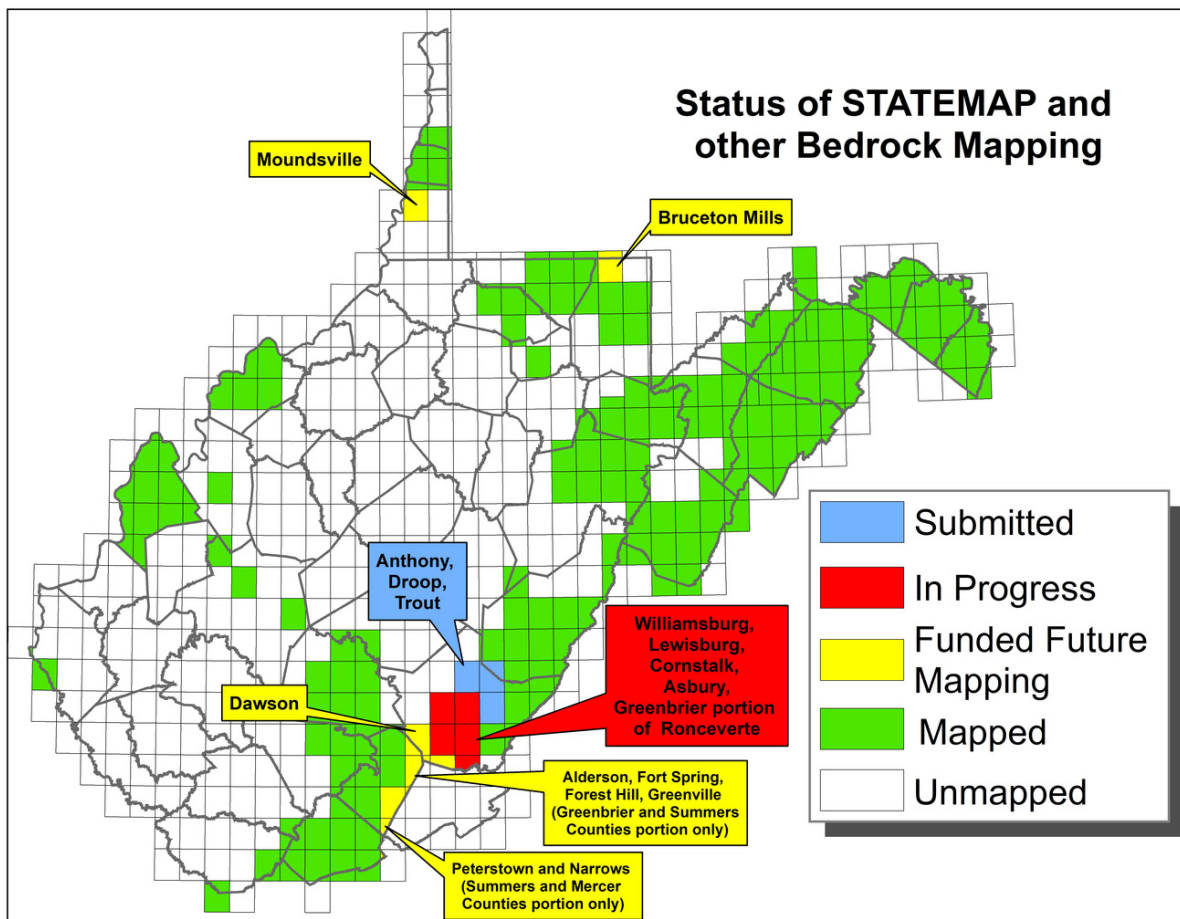 Status of STATEMAP and
other Bedrock Mapping
Moundsville
Bruceton Mills
Anthony,
Droop,
Trout
Williamsburg,
Lewisburg,
Cornstalk,
Asbury,
Greenbrier portion
of Ronceverte
Dawson
Alderson, Fort Spring,
Forest Hill, Greenville
(Greenbrier and Summers
Counties portion only)
Peterstown and Narrows
(Summers and Mercer
Counties portion only)
Submitted
In Progress
Funded Future
Mapping
Mapped
Unmapped